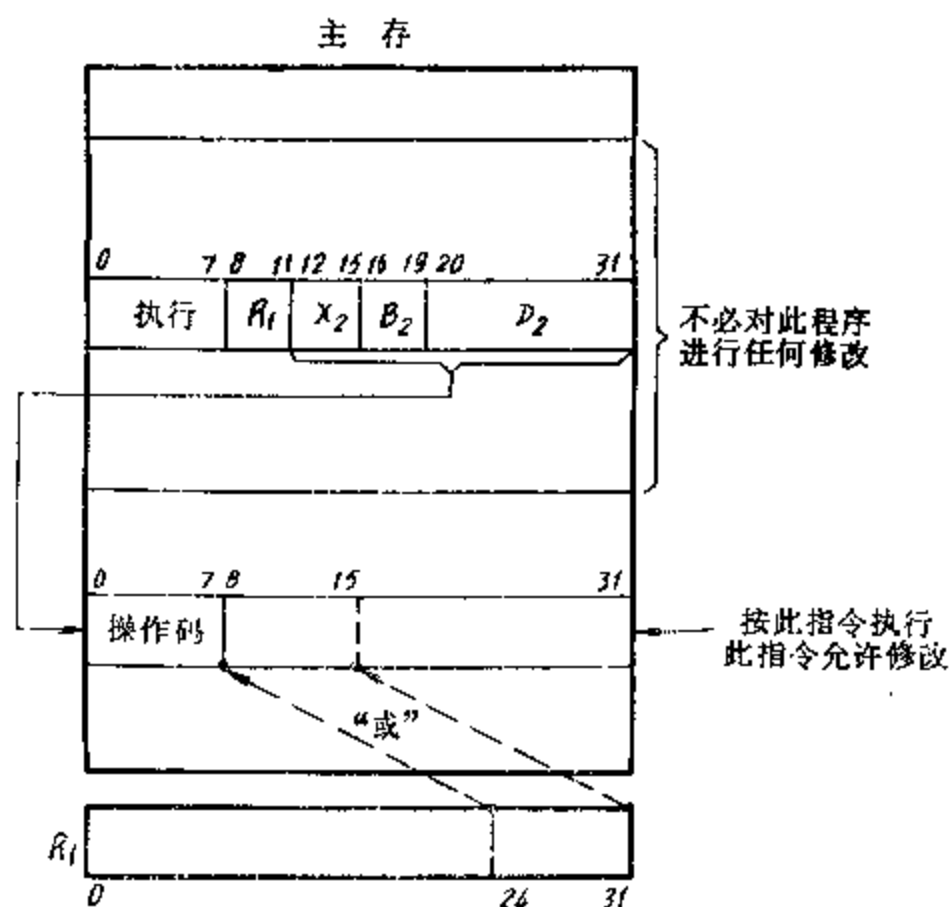 主 存
0 7 8 11 12 15 16 19 20 31
执行 R₁ X₂ B₂ D₂
不必对此程序
进行任何修改
0 7 8 15 31
操作码
按此指令执行
此指令允许修改
“或”
R₁
0 24 31